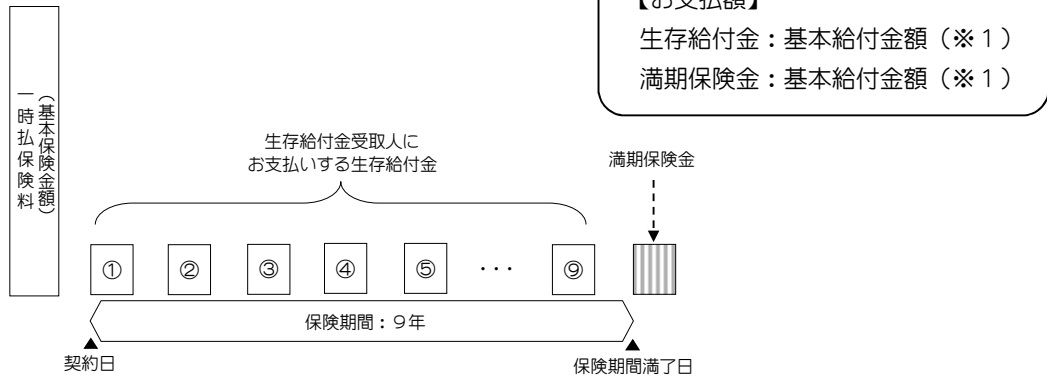 【お支払額】
生存給付金：基本給付金額（※１）
満期保険金：基本給付金額（※１）
一時払保険料
（基本保険金額）
生存給付金受取人に
お支払いする生存給付金
満期保険金
① ② ③ ④ ⑤ ･･･ ⑨
保険期間：９年
契約日
保険期間満了日